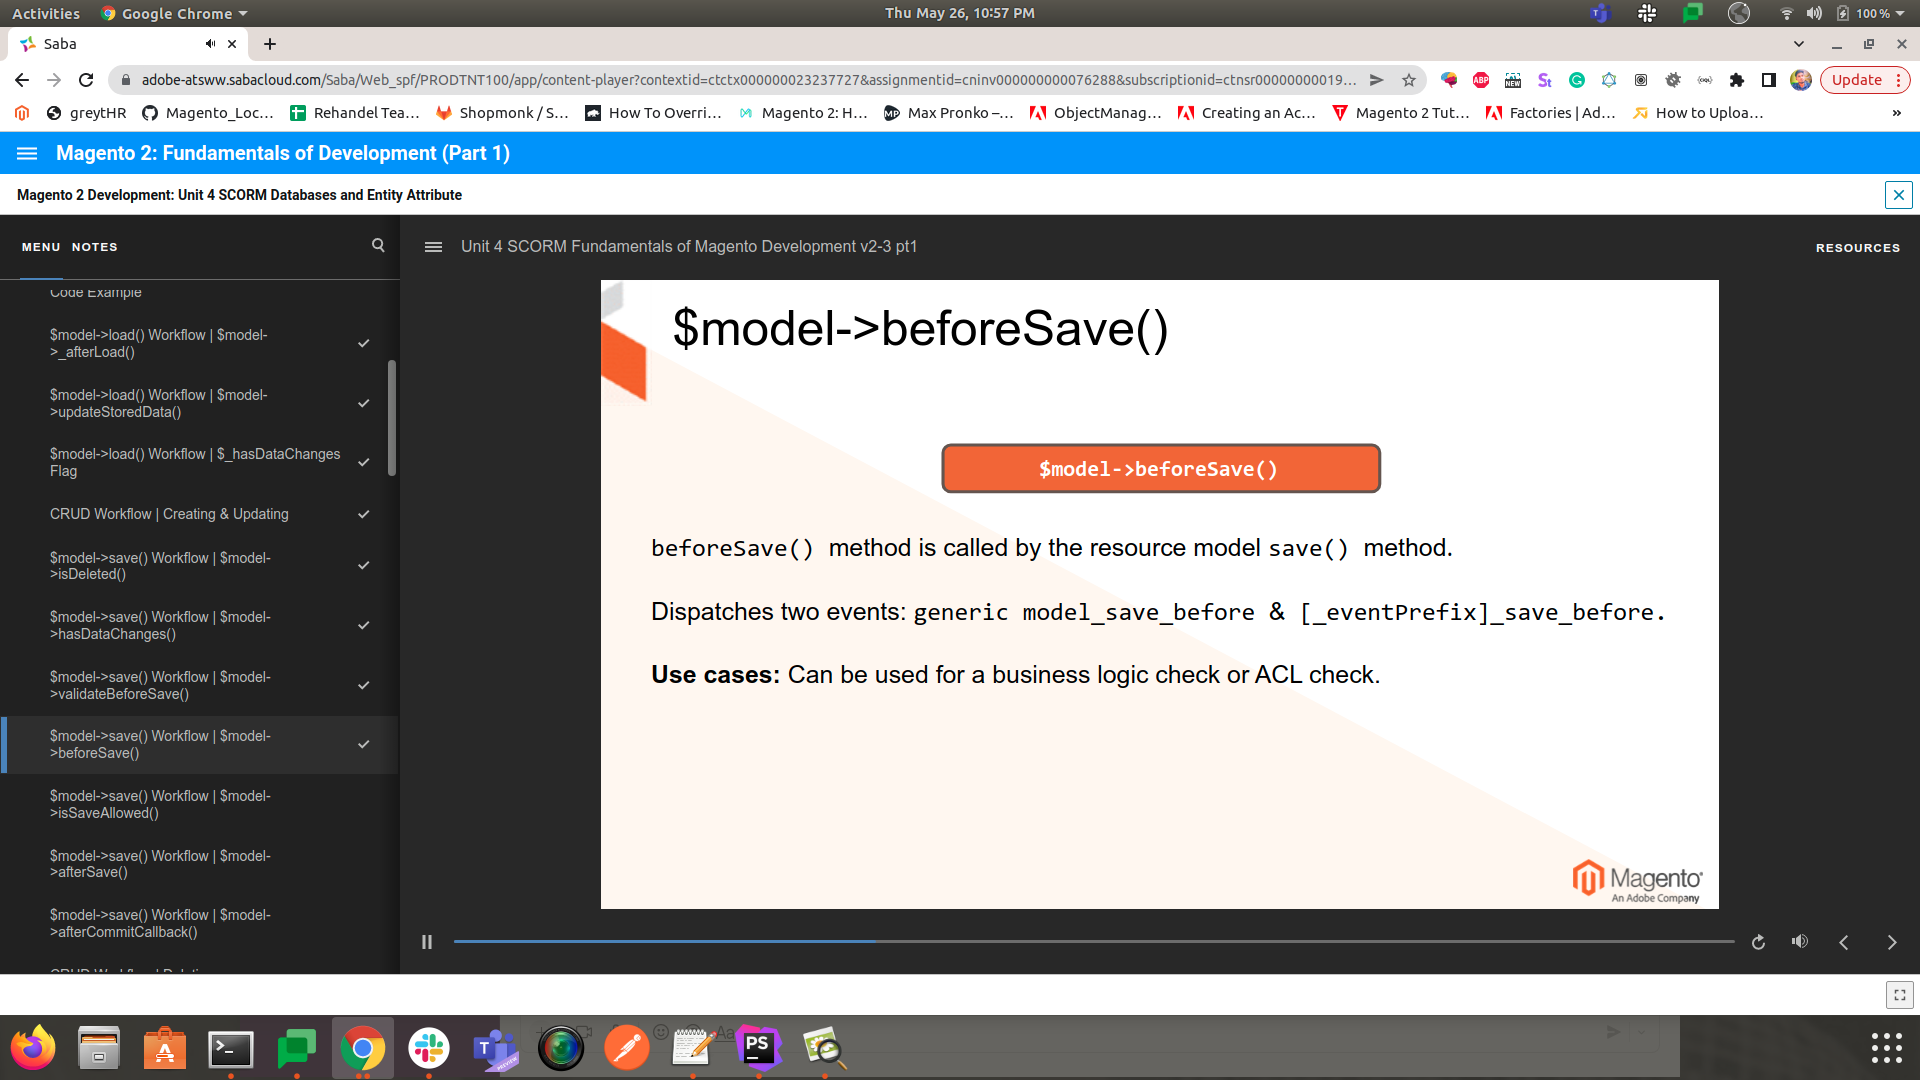 Activities
Google Chrome
Thu May 26, 10:57 PM
100 %
Saba
adobe-atsww.sabacloud.com/Saba/Web_spf/PRODTNT100/app/content-player?contextid=ctctx000000023237727&assignmentid=cninv000000000076288&subscriptionid=ctnsr00000000019...
ABP
NEW
Update
greyTHR
Magento_Loc...
Rehandel Tea...
Shopmonk / S...
How To Overri...
Magento 2: H...
Max Pronko –...
ObjectManag...
Creating an Ac...
Magento 2 Tut...
Factories | Ad...
How to Uploa...
»
Magento 2: Fundamentals of Development (Part 1)
Magento 2 Development: Unit 4 SCORM Databases and Entity Attribute
MENU
NOTES
Unit 4 SCORM Fundamentals of Magento Development v2-3 pt1
RESOURCES
Code Example
$model->load() Workflow | $model-
>_afterLoad()
$model->load() Workflow | $model-
>updateStoredData()
$model->load() Workflow | $_hasDataChanges
Flag
CRUD Workflow | Creating & Updating
$model->save() Workflow | $model-
>isDeleted()
$model->save() Workflow | $model-
>hasDataChanges()
$model->save() Workflow | $model-
>validateBeforeSave()
$model->save() Workflow | $model-
>beforeSave()
$model->save() Workflow | $model-
>isSaveAllowed()
$model->save() Workflow | $model-
>afterSave()
$model->save() Workflow | $model-
>afterCommitCallback()
$model->beforeSave()
$model->beforeSave()
beforeSave() method is called by the resource model save() method.
Dispatches two events: generic model_save_before & [_eventPrefix]_save_before.
Use cases: Can be used for a business logic check or ACL check.
Magento
An Adobe Company
PS